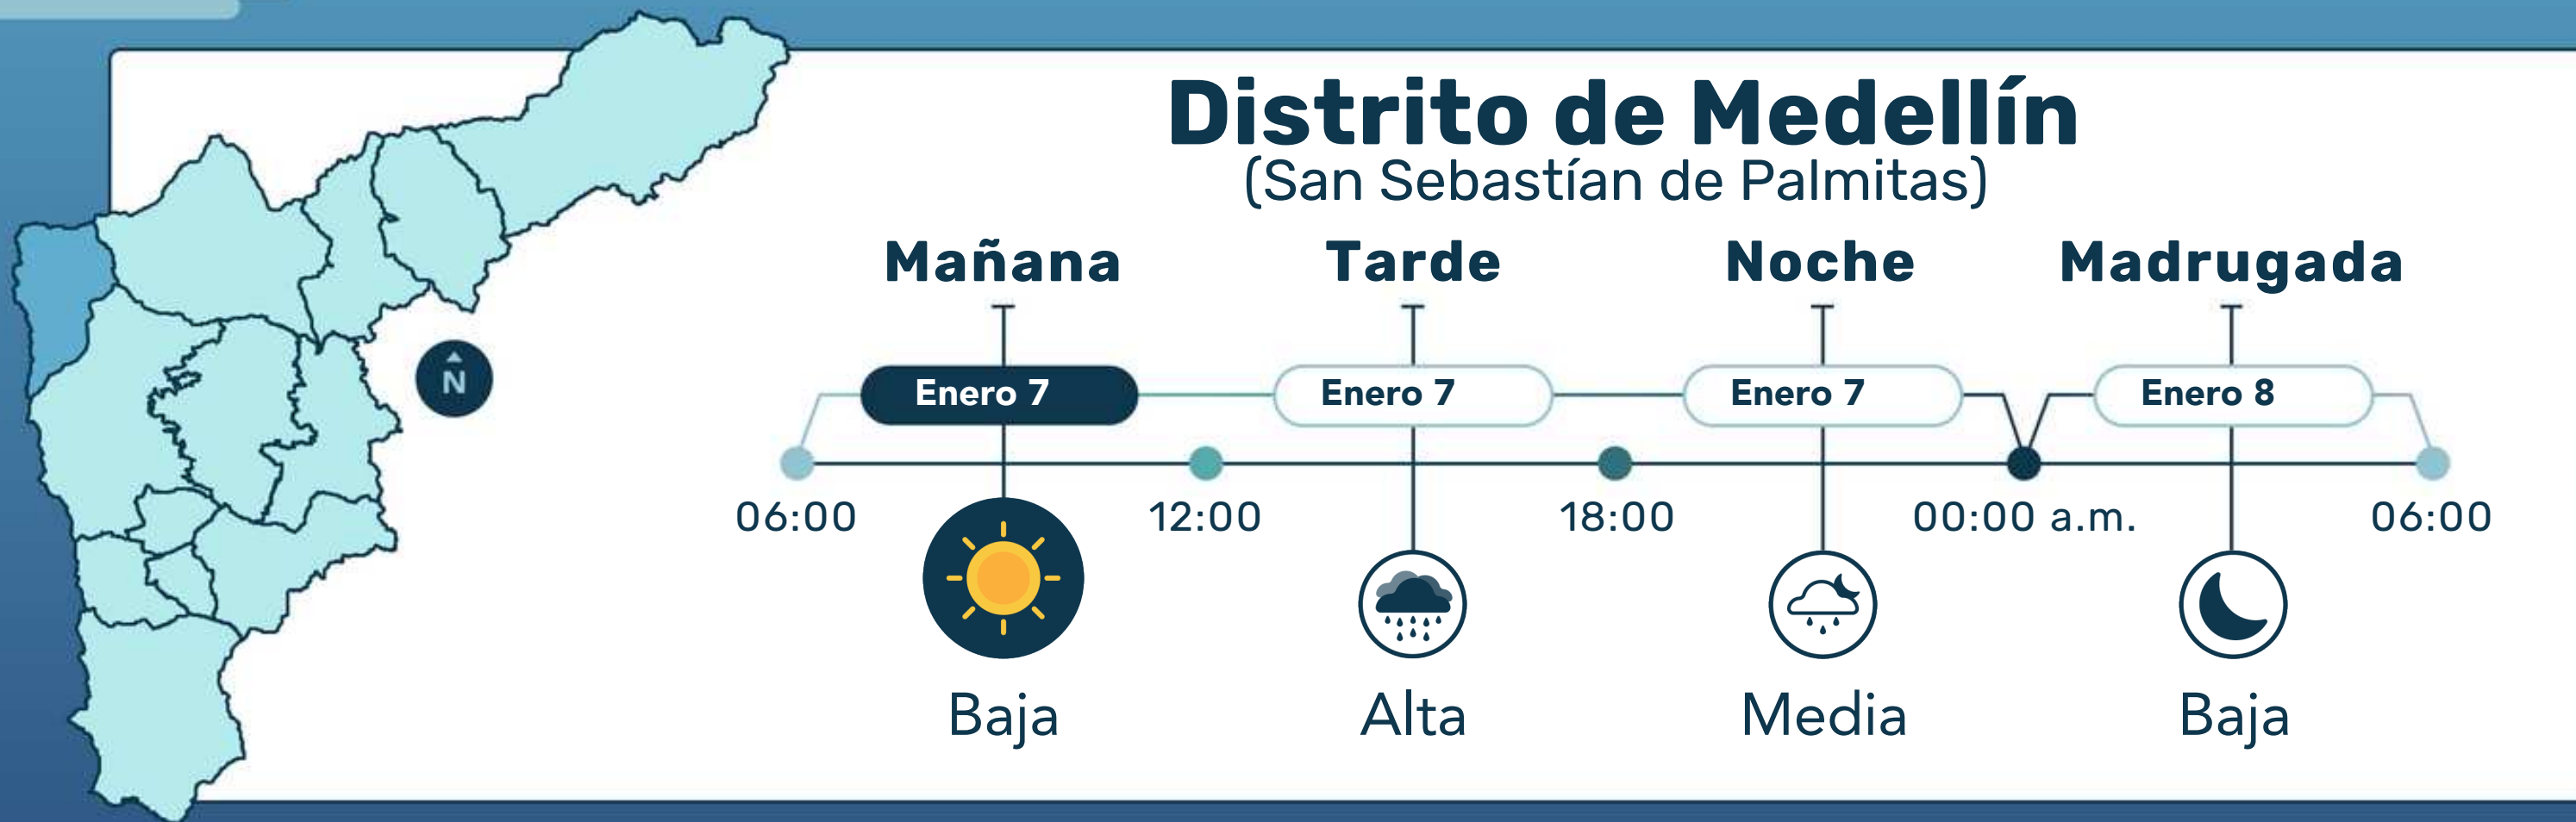 Distrito de Medellín
(San Sebastían de Palmitas)
Mañana Tarde Noche Madrugada
Enero 7 Enero 7 Enero 7 Enero 8
N
06:00 12:00 18:00 00:00 a.m. 06:00
Baja Alta Media Baja